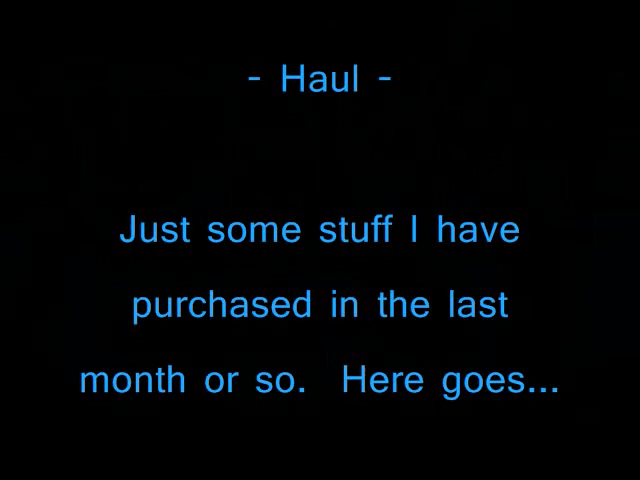 - Haul -
Just some stuff I have
purchased in the last
month or so.  Here goes...